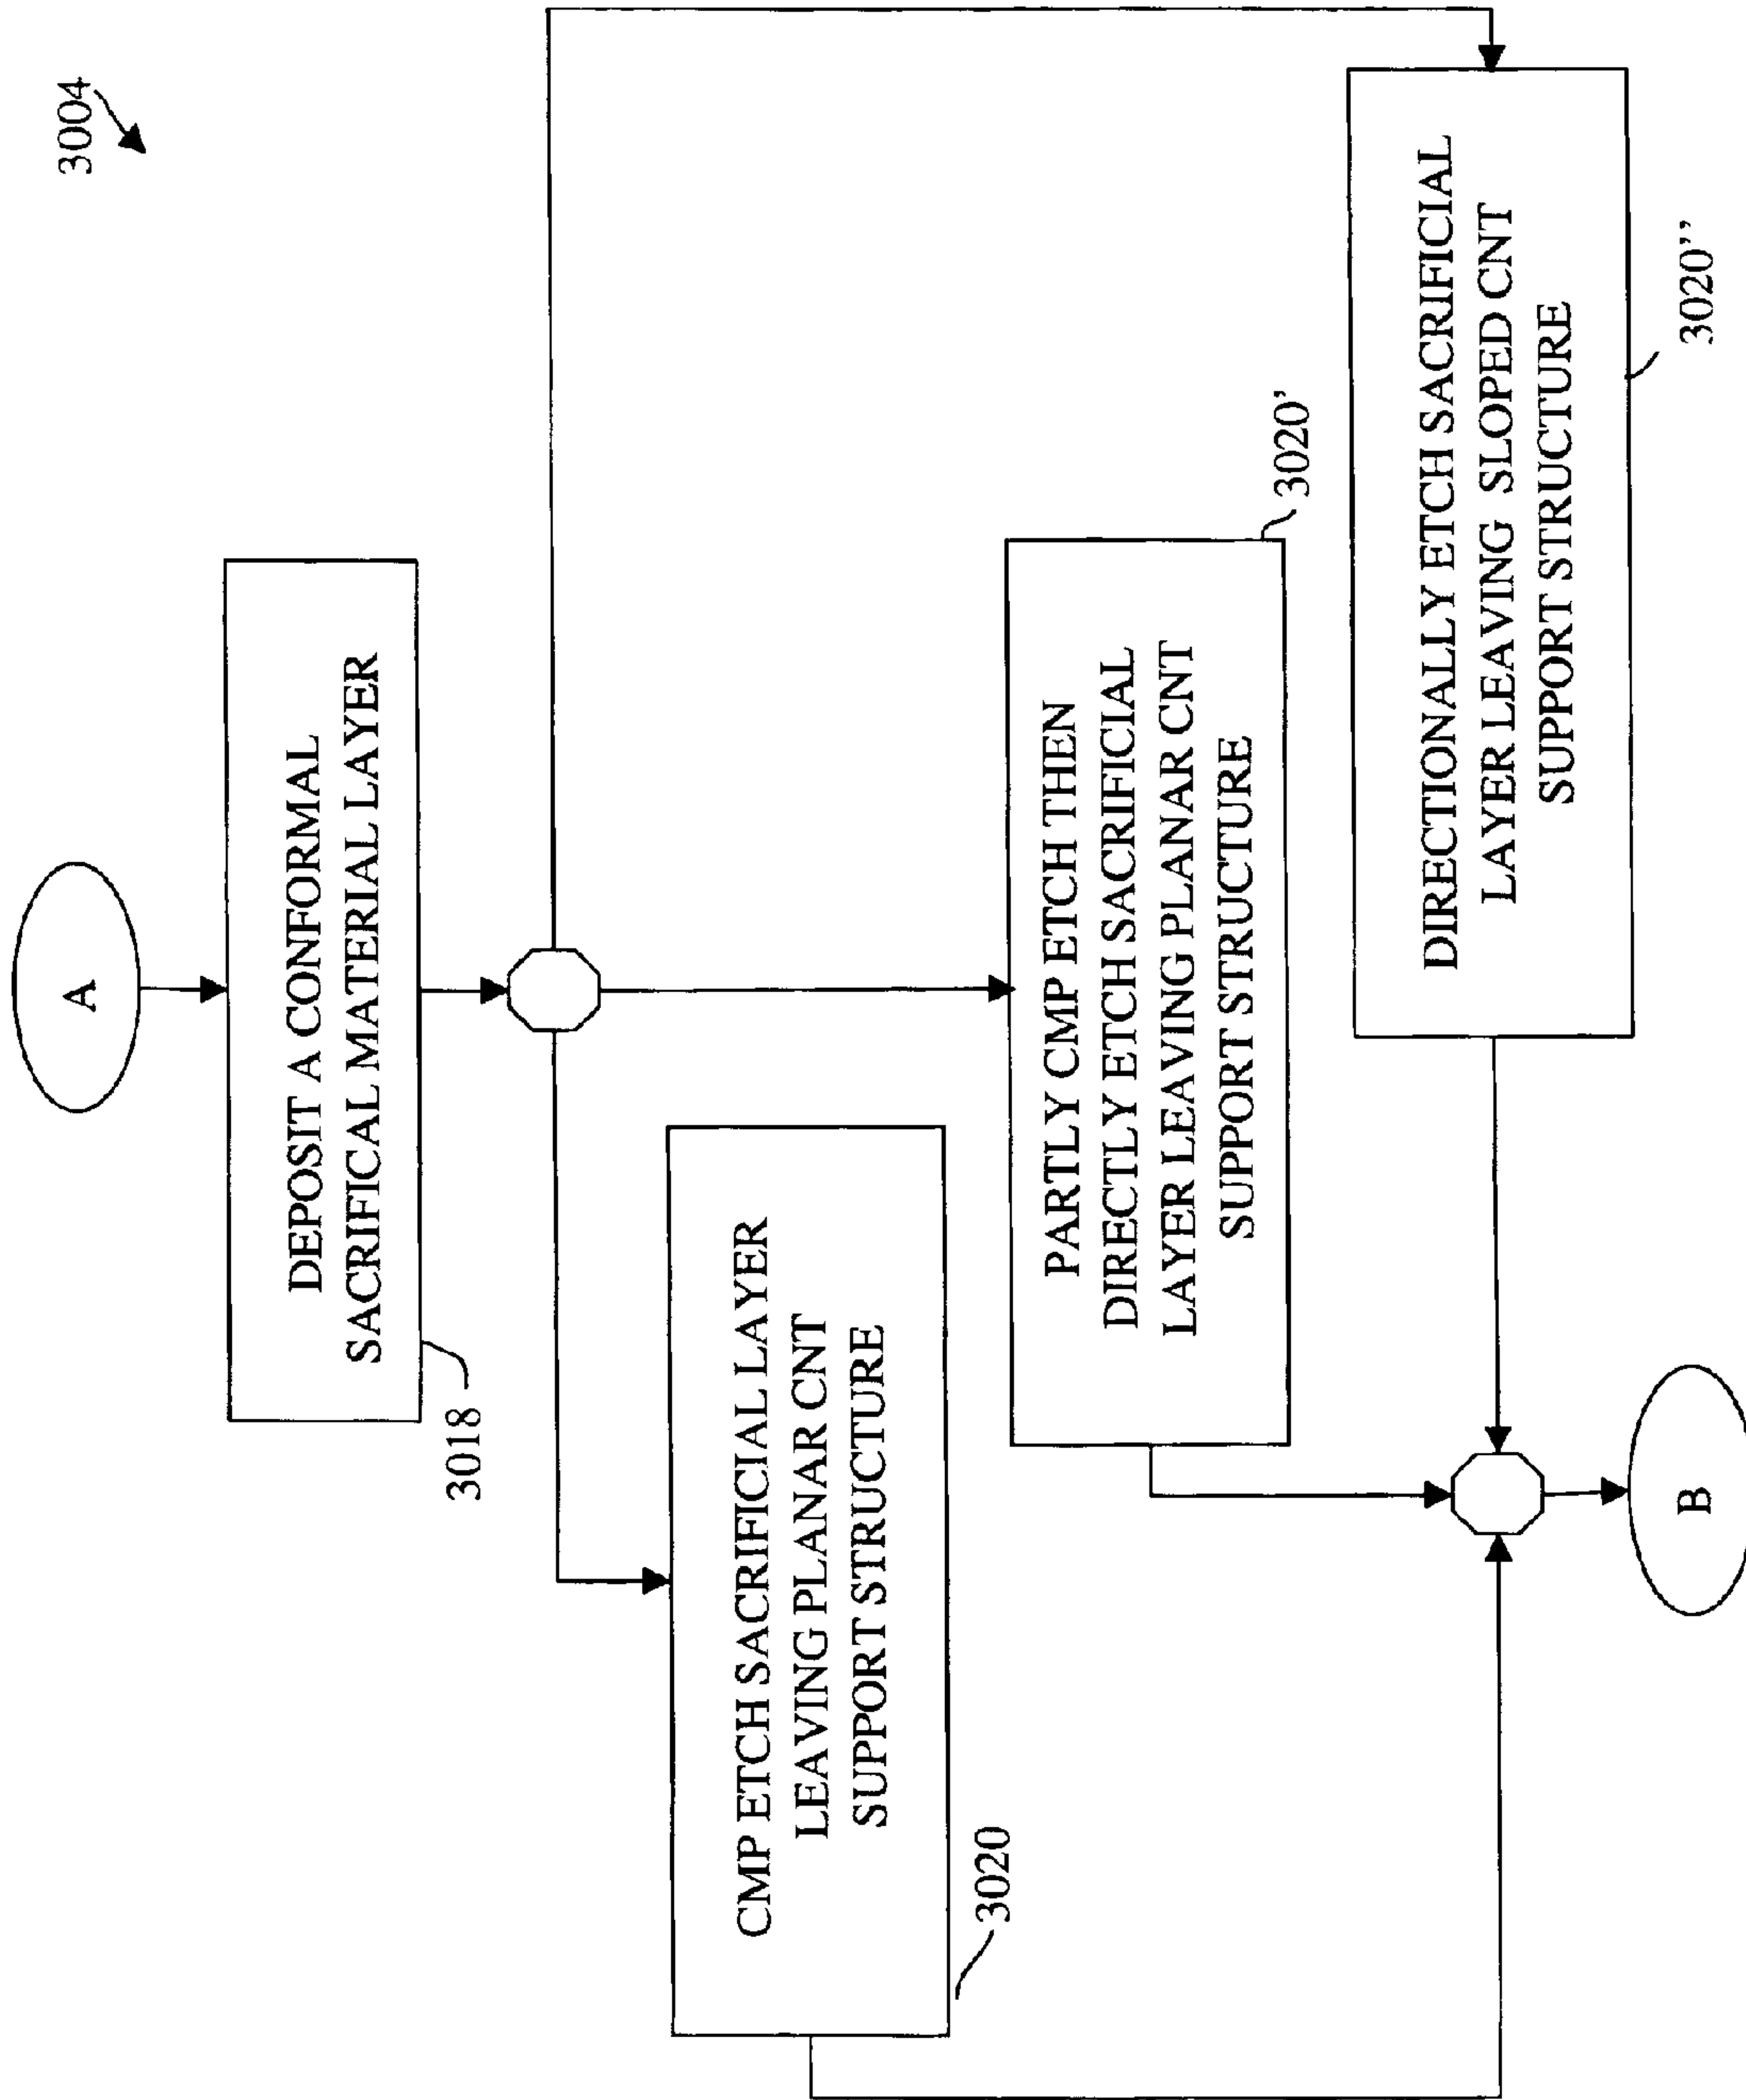 3004
A
DEPOSIT A CONFORMAL
SACRIFICAL MATERIAL LAYER
3018
CMP ETCH SACRIFICIAL LAYER
LEAVING PLANAR CNT
SUPPORT STRUCTURE
3020
PARTLY CMP ETCH THEN
DIRECTLY ETCH SACRIFICIAL
LAYER LEAVING PLANAR CNT
SUPPORT STRUCTURE
3020'
DIRECTIONALLY ETCH SACRIFICIAL
LAYER LEAVING SLOPED CNT
SUPPORT STRUCTURE
3020''
B